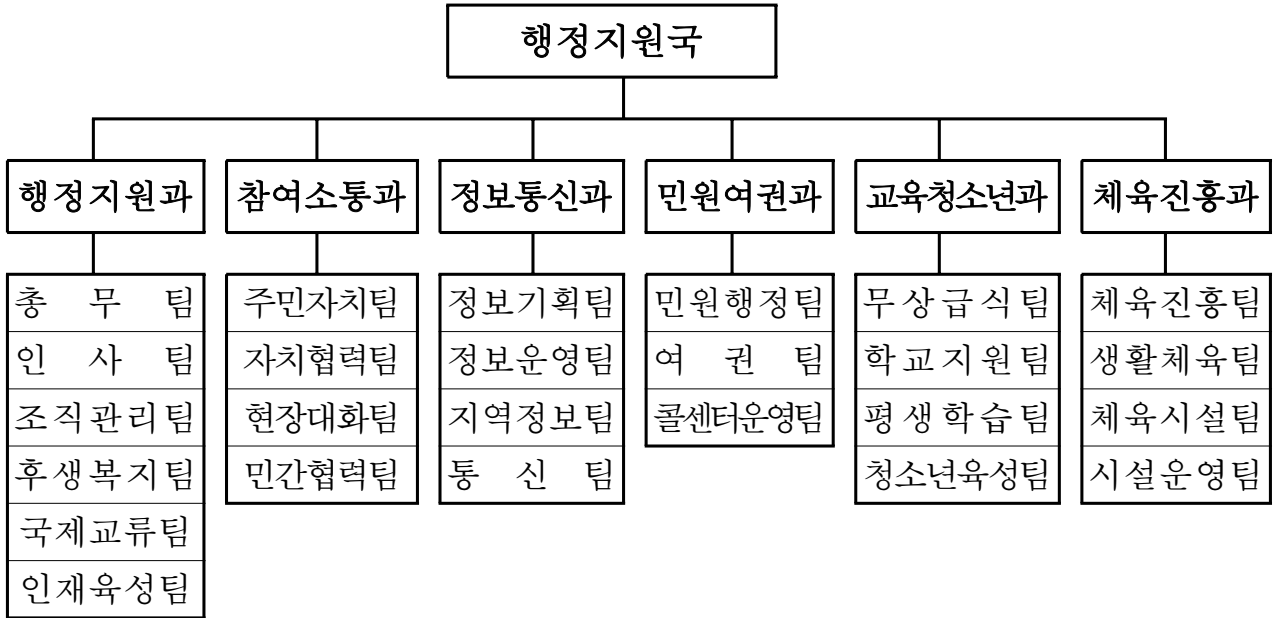 행정지원국
행정지원과 참여소통과 정보통신과 민원여권과 교육청소년과 체육진흥과
총 무 팀 주민자치팀 정보기획팀 민원행정팀 무상급식팀 체육진흥팀
인 사 팀 자치협력팀 정보운영팀 여 권 팀 학교지원팀 생활체육팀
조직관리팀 현장대화팀 지역정보팀 콜센터운영팀 평생학습팀 체육시설팀
후생복지팀 민간협력팀 통 신 팀 청소년육성팀 시설운영팀
국제교류팀
인재육성팀